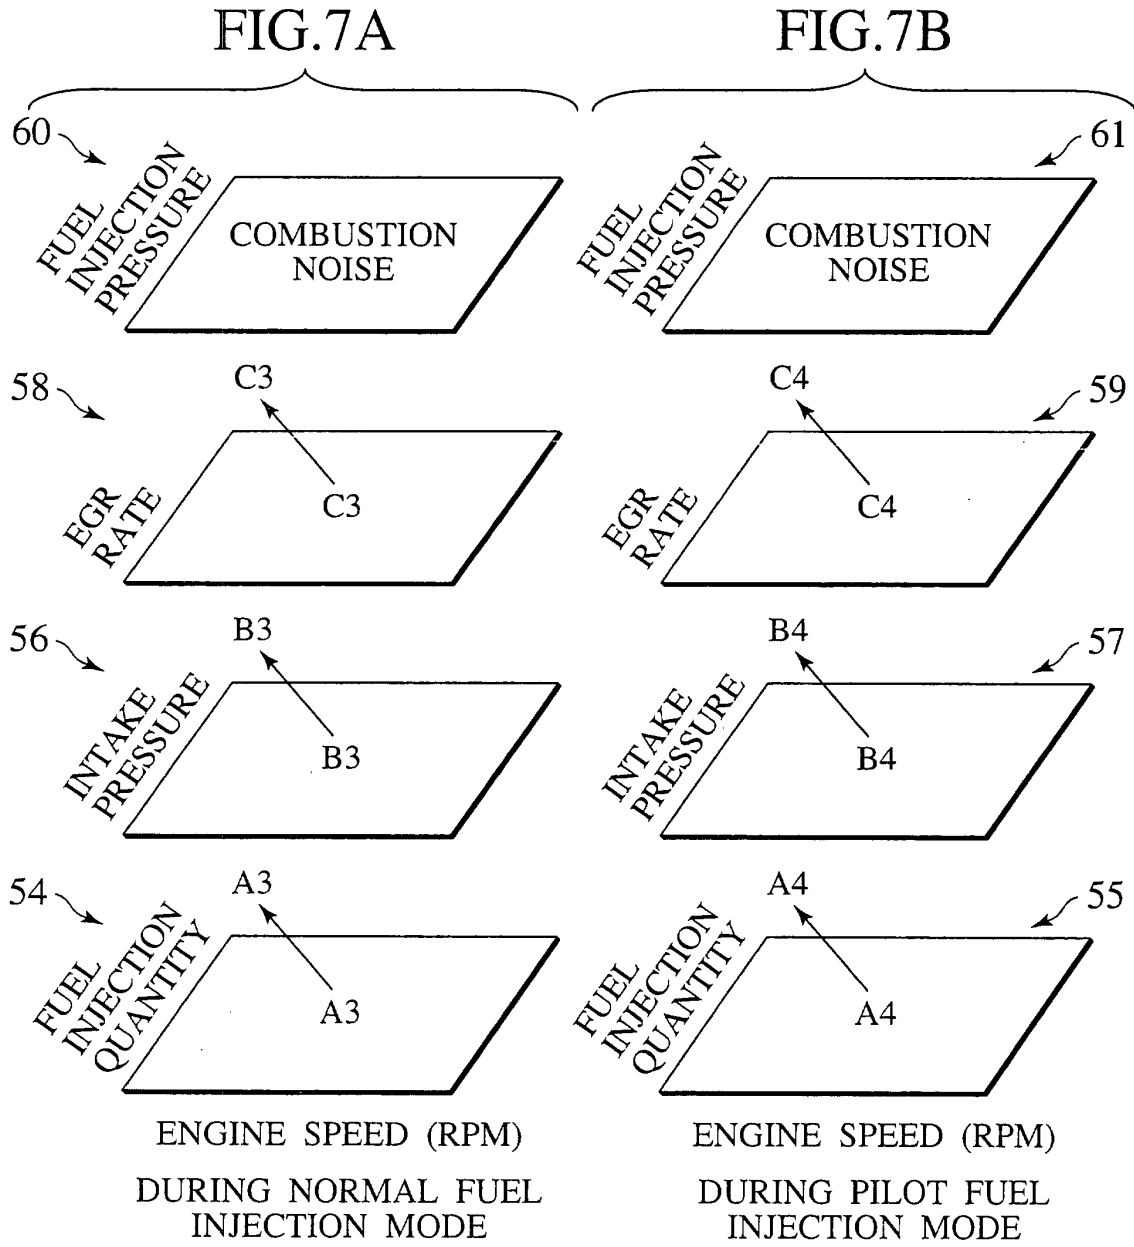 FIG.7A
60
FUEL
INJECTION
PRESSURE
COMBUSTION
NOISE
58
C3
EGR
RATE
C3
56
B3
INTAKE
PRESSURE
B3
54
A3
FUEL
INJECTION
QUANTITY
A3
ENGINE SPEED (RPM)
DURING NORMAL FUEL
INJECTION MODE
FIG.7B
61
FUEL
INJECTION
PRESSURE
COMBUSTION
NOISE
C4
59
EGR
RATE
C4
B4
57
INTAKE
PRESSURE
B4
A4
55
FUEL
INJECTION
QUANTITY
A4
ENGINE SPEED (RPM)
DURING PILOT FUEL
INJECTION MODE